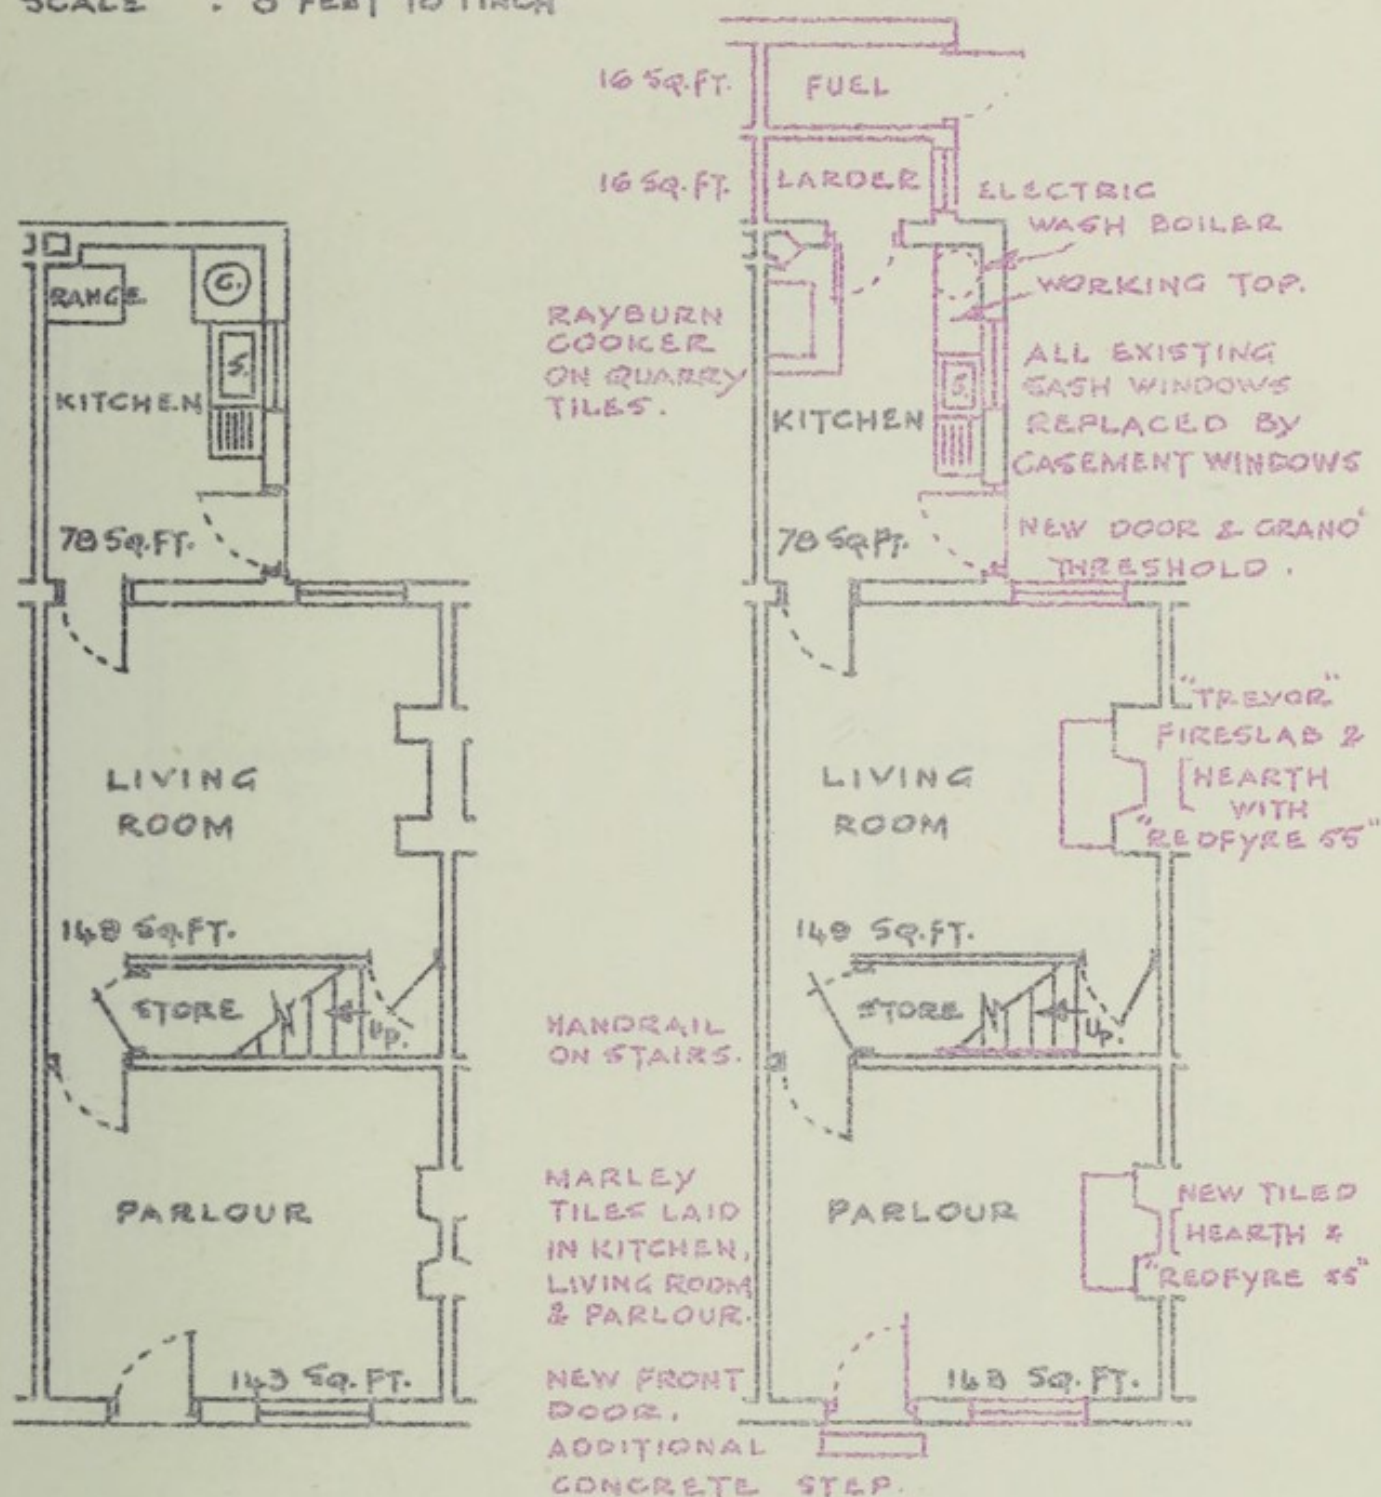 SCALE : 8 FEET TO 1 INCH
RANGE
C.
S.
KITCHEN
78 SQ.FT.
LIVING
ROOM
149 SQ.FT.
STORE
UP.
PARLOUR
143 SQ. FT.
16 SQ.FT.
FUEL
16 SQ.FT.
LARDER
ELECTRIC
WASH BOILER
WORKING TOP.
RAYBURN
COOKER
ON QUARRY
TILES.
ALL EXISTING
SASH WINDOWS
REPLACED BY
CASEMENT WINDOWS
S.
KITCHEN
78 SQ.FT.
NEW DOOR & GRANO'
THRESHOLD.
LIVING
ROOM
"TREVOR"
FIRESLAB &
HEARTH
WITH
"REDFYRE 55"
149 SQ.FT.
STORE
UP.
HANDRAIL
ON STAIRS.
MARLEY
TILES LAID
IN KITCHEN,
LIVING ROOM
& PARLOUR.
PARLOUR
NEW TILED
HEARTH &
"REDFYRE 55"
143 SQ. FT.
NEW FRONT
DOOR.
ADDITIONAL
CONCRETE STEP.